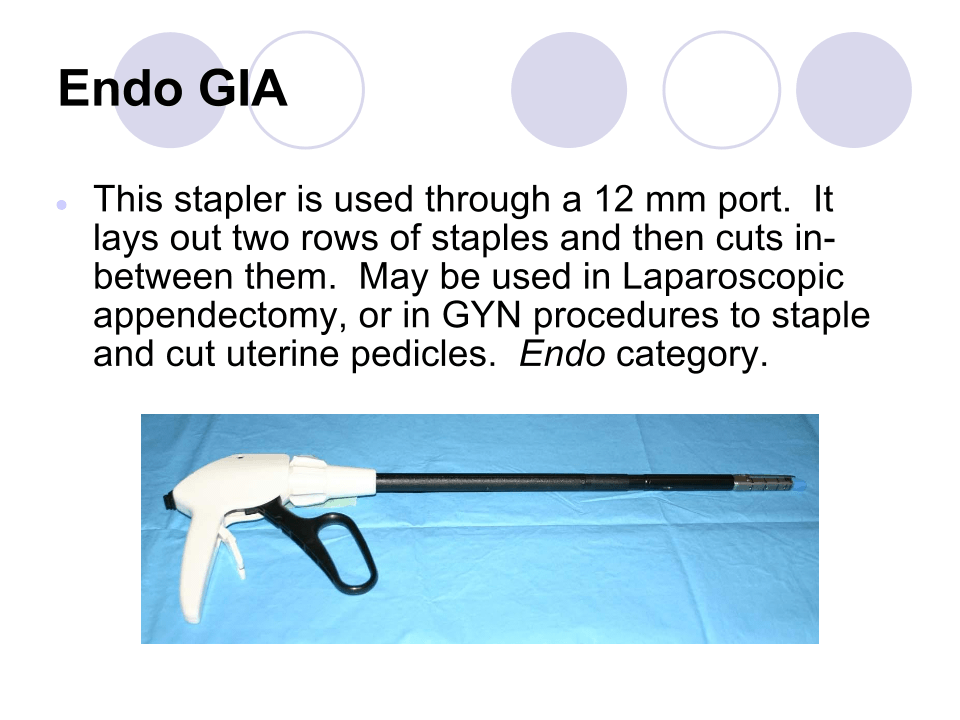 Endo GIA
This stapler is used through a 12 mm port.  It
lays out two rows of staples and then cuts in-
between them.  May be used in Laparoscopic
appendectomy, or in GYN procedures to staple
and cut uterine pedicles.  Endo category.